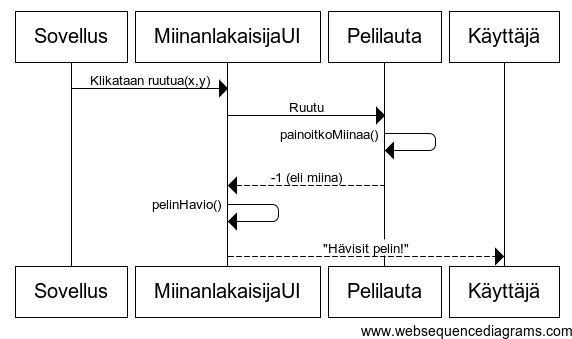 Sovellus
MiinanlakaisijaUI
Pelilauta
Käyttäjä
Klikataan ruutua(x,y)
Ruutu
painoitkoMiinaa()
-1 (eli miina)
pelinHavio()
"Hävisit pelin!"
Sovellus
MiinanlakaisijaUI
Pelilauta
Käyttäjä
www.websequencediagrams.com